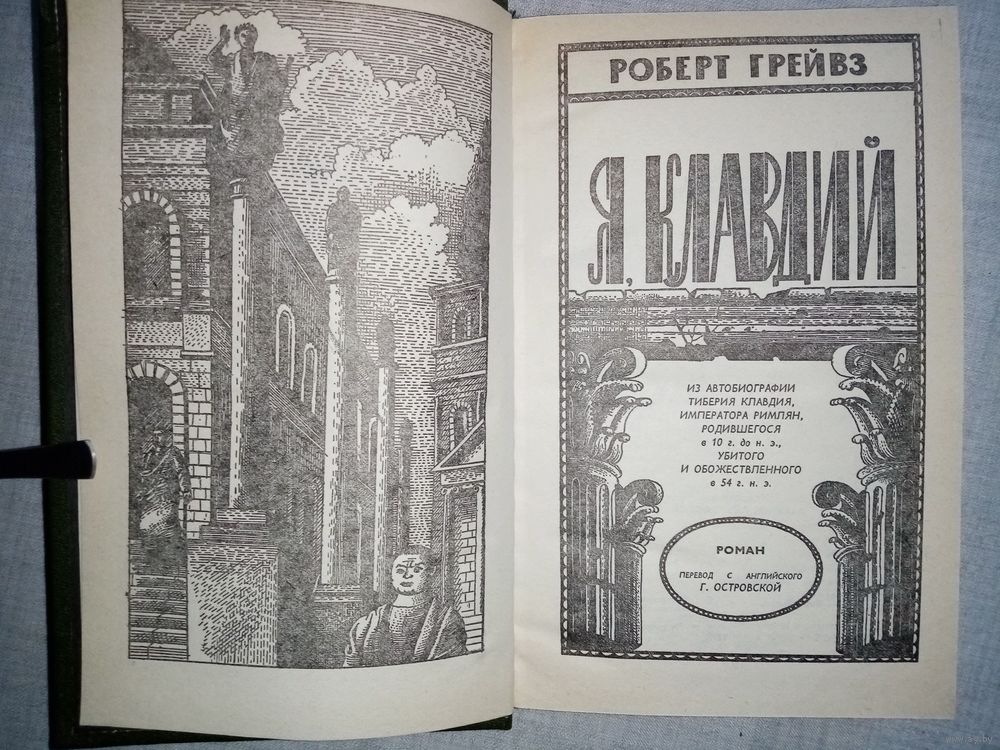 РОБЕРТ ГРЕЙВЗ
Я, КЛАВДИЙ
ИЗ АВТОБИОГРАФИИ
ТИБЕРИЯ КЛАВДИЯ,
ИМПЕРАТОРА РИМЛЯН,
РОДИВШЕГОСЯ
в 10 г. до н. э.,
УБИТОГО
И ОБОЖЕСТВЛЕННОГО
в 54 г. н. э.
РОМАН
ПЕРЕВОД С АНГЛИЙСКОГО
Г. ОСТРОВСКОЙ